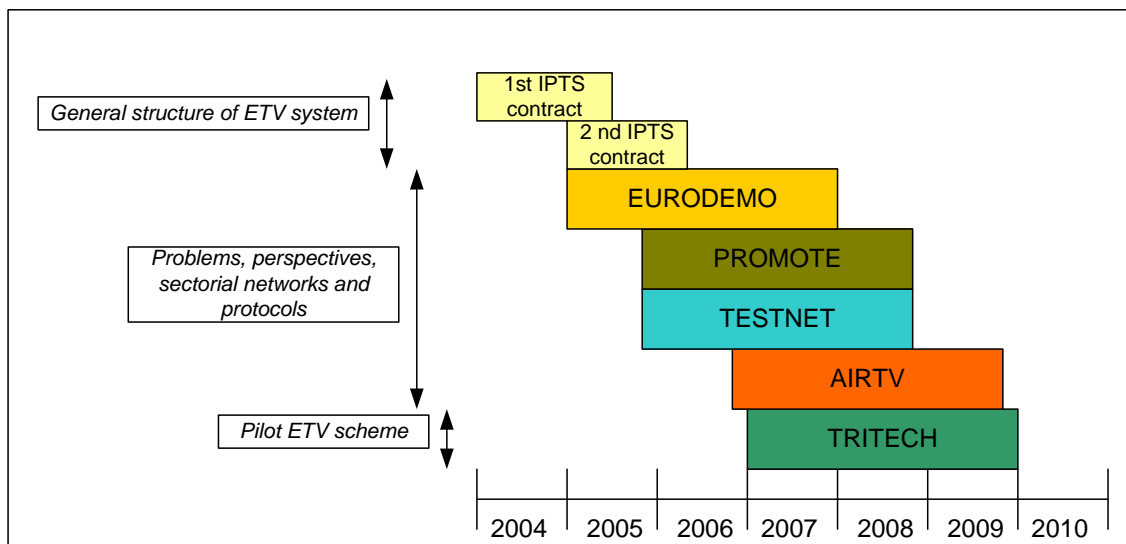 1st IPTS
contract
General structure of ETV system
2 nd IPTS
contract
EURODEMO
Problems, perspectives,
sectorial networks and
protocols
PROMOTE
TESTNET
AIRTV
Pilot ETV scheme
TRITECH
2004 2005 2006 2007 2008 2009 2010